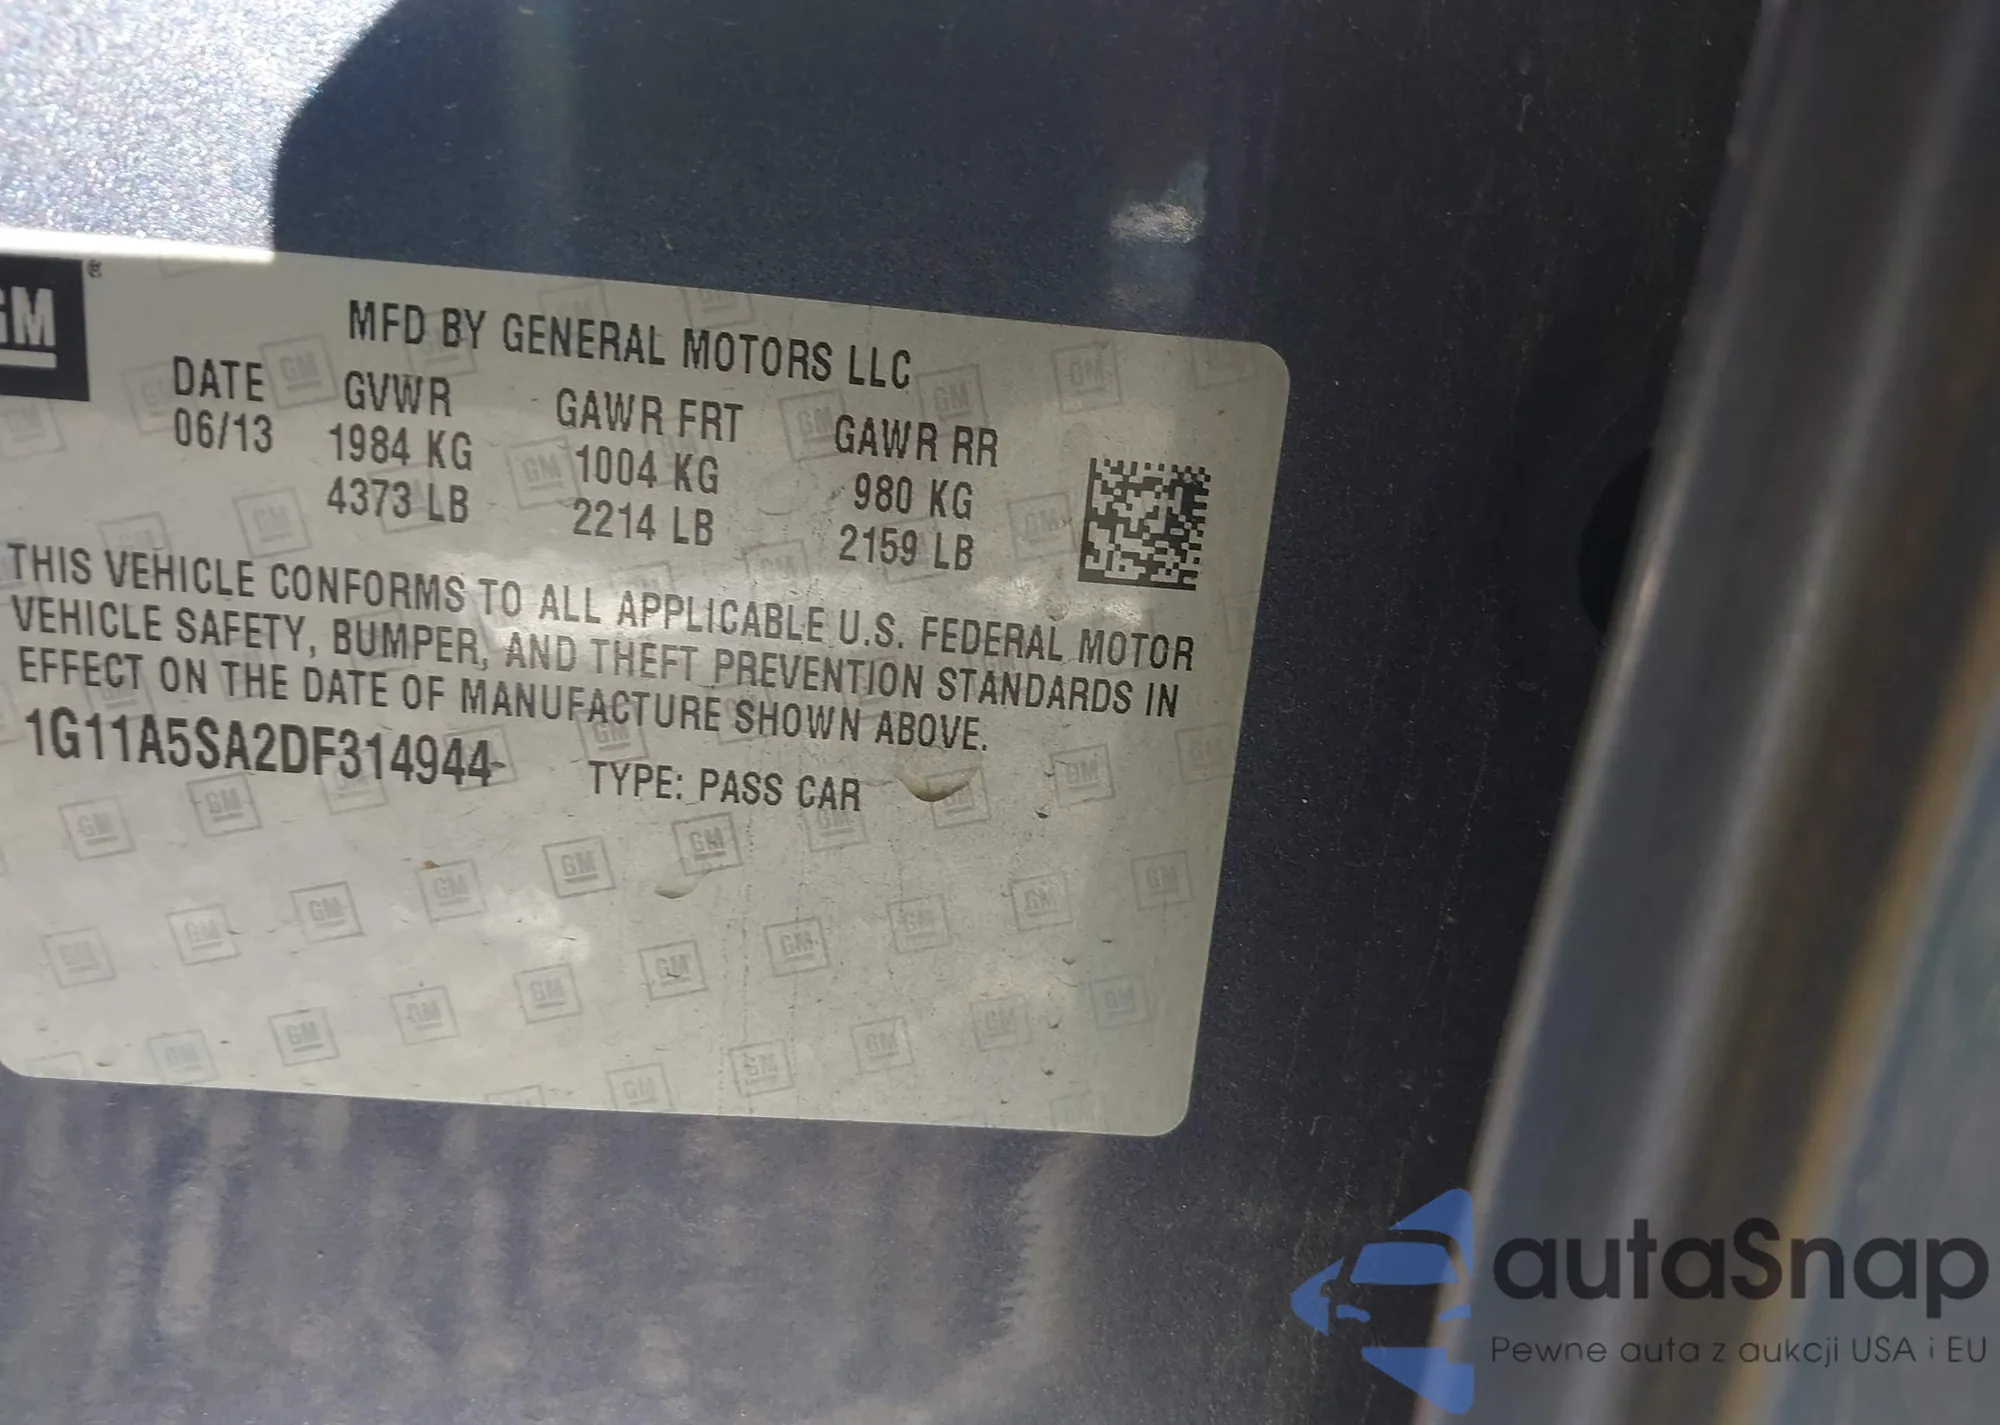 GM®
MFD BY GENERAL MOTORS LLC
DATE GVWR GAWR FRT GAWR RR
06/13 1984 KG 1004 KG 980 KG
4373 LB 2214 LB 2159 LB
THIS VEHICLE CONFORMS TO ALL APPLICABLE U.S. FEDERAL MOTOR
VEHICLE SAFETY, BUMPER, AND THEFT PREVENTION STANDARDS IN
EFFECT ON THE DATE OF MANUFACTURE SHOWN ABOVE.
1G11A5SA2DF314944 TYPE: PASS CAR
autaSnap
Pewne auta z aukcji USA i EU